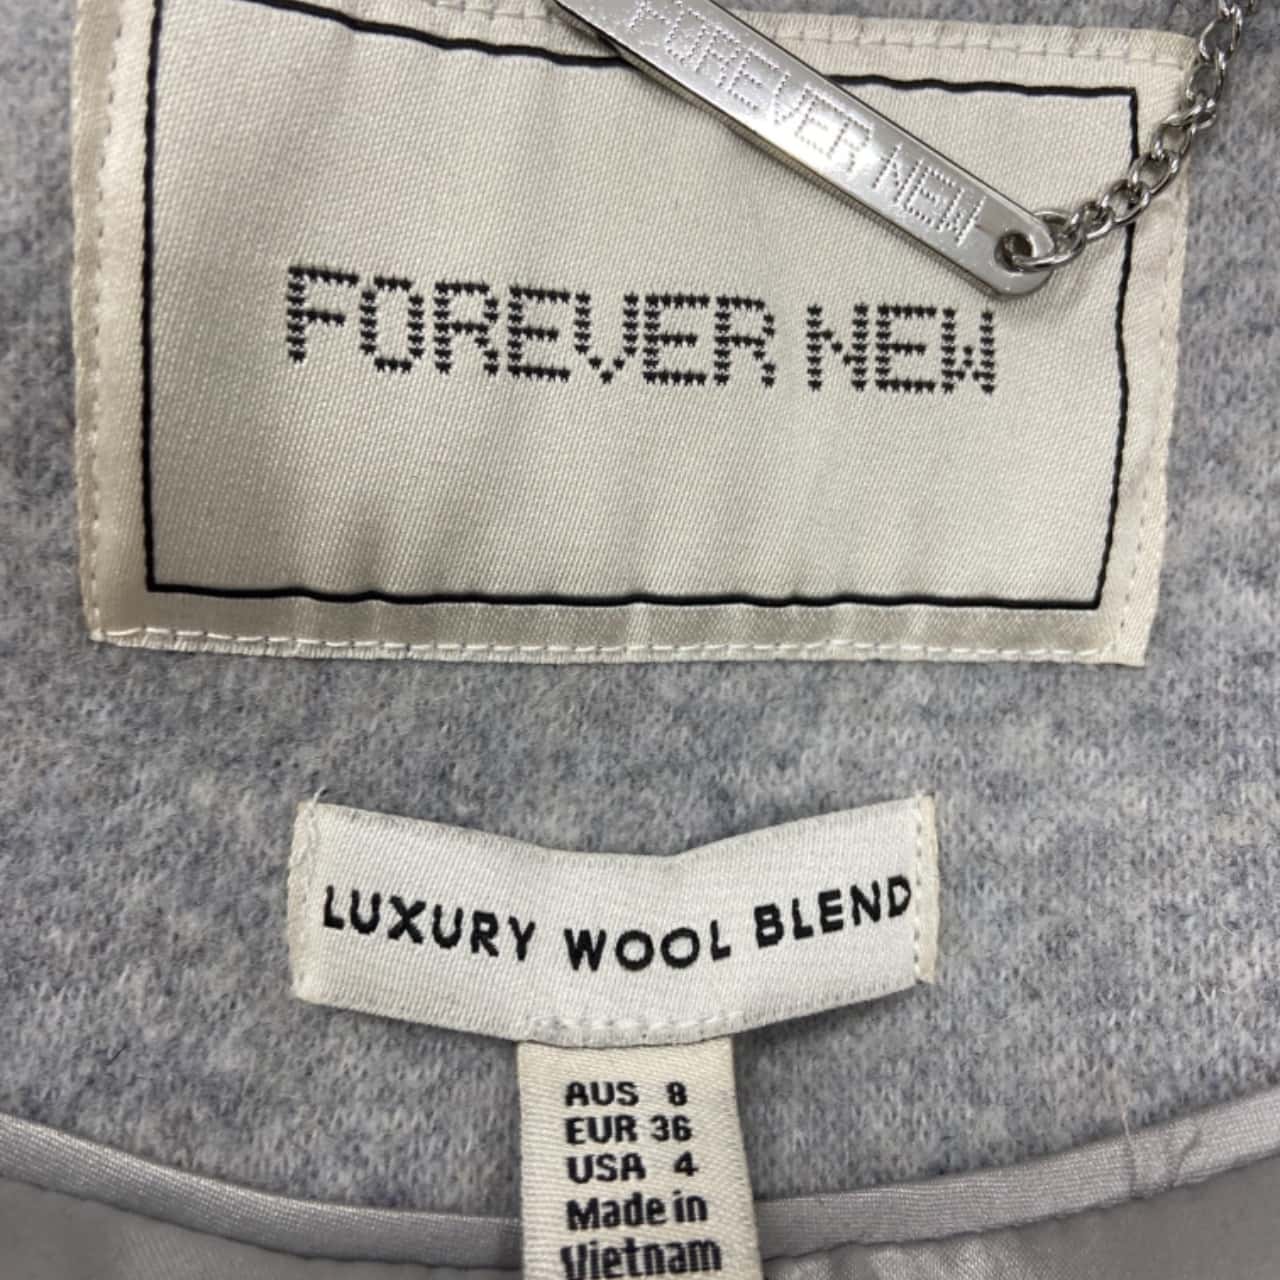 FOREVER NEW
FOREVER NEW
LUXURY WOOL BLEND
AUS 8
EUR 36
USA 4
Made in
Vietnam